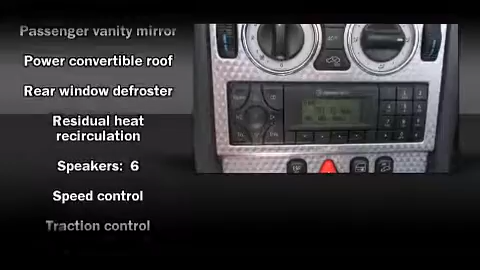 Passenger vanity mirror
Power convertible roof
Rear window defroster
Residual heat
recirculation
Speakers: 6
Speed control
Traction control